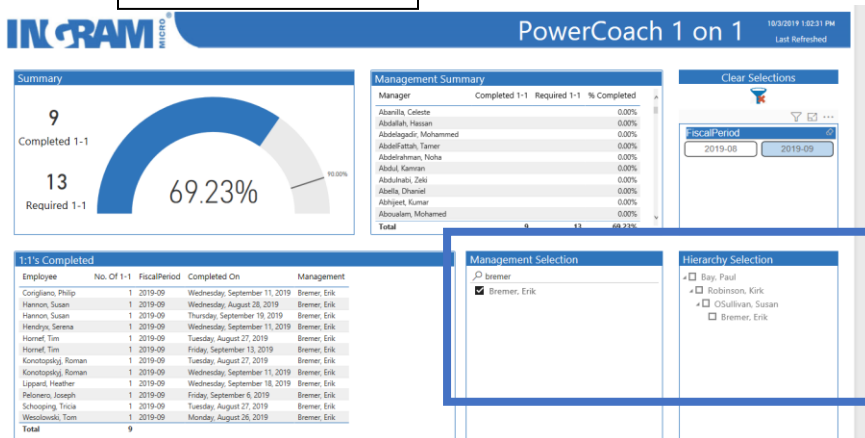 INGRAM MICRO ®
PowerCoach 1 on 1
10/3/2019 1:02:31 PM
Last Refreshed
Summary
9
Completed 1-1
13
Required 1-1
69.23%
90.00%
Management Summary
Manager Completed 1-1 Required 1-1 % Completed
Abanilla, Celeste 0.00%
Abdallah, Hassan 0.00%
Abdelagadir, Mohammed 0.00%
AbdelFattah, Tamer 0.00%
Abdelrahman, Noha 0.00%
Abdul, Kamran 0.00%
Abdulnabi, Zeki 0.00%
Abella, Dhaniel 0.00%
Abhijeet, Kumar 0.00%
Aboualam, Mohamed 0.00%
Total 9 13 69.23%
Clear Selections
FiscalPeriod
2019-08 2019-09
1:1's Completed
Employee No. Of 1-1 FiscalPeriod Completed On Management
Corigliano, Philip 1 2019-09 Wednesday, September 11, 2019 Bremer, Erik
Hannon, Susan 1 2019-09 Wednesday, August 28, 2019 Bremer, Erik
Hannon, Susan 1 2019-09 Thursday, September 19, 2019 Bremer, Erik
Hendryx, Serena 1 2019-09 Wednesday, September 11, 2019 Bremer, Erik
Hornef, Tim 1 2019-09 Tuesday, August 27, 2019 Bremer, Erik
Hornef, Tim 1 2019-09 Friday, September 13, 2019 Bremer, Erik
Konotopskyj, Roman 1 2019-09 Tuesday, August 27, 2019 Bremer, Erik
Konotopskyj, Roman 1 2019-09 Wednesday, September 11, 2019 Bremer, Erik
Lippard, Heather 1 2019-09 Wednesday, September 18, 2019 Bremer, Erik
Pelonero, Joseph 1 2019-09 Friday, September 6, 2019 Bremer, Erik
Schooping, Tricia 1 2019-09 Tuesday, August 27, 2019 Bremer, Erik
Wesolowski, Tom 1 2019-09 Monday, August 26, 2019 Bremer, Erik
Total 9
Management Selection
bremer
Bremer, Erik
Hierarchy Selection
Bay, Paul
Robinson, Kirk
OSullivan, Susan
Bremer, Erik